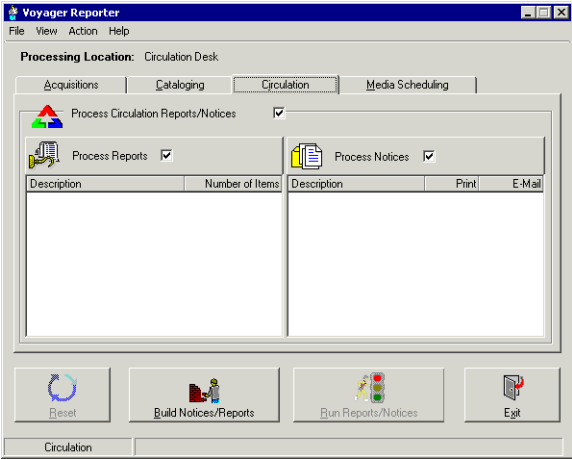 Voyager Reporter
File View Action Help
Processing Location: Circulation Desk
Acquisitions Cataloging Circulation Media Scheduling
Process Circulation Reports/Notices
Process Reports Process Notices
Description Number of Items Description Print E-Mail
Reset Build Notices/Reports Run Reports/Notices Exit
Circulation